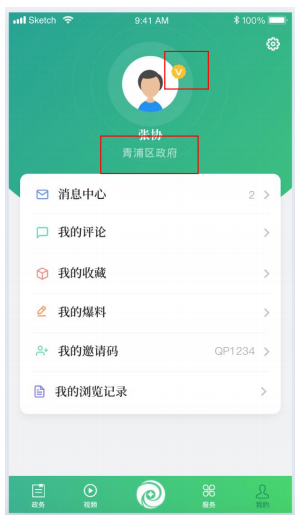 Sketch 9:41 AM 100%
V
张协
青浦区政府
消息中心 2
我的评论
我的收藏
我的爆料
我的邀请码 QP1234
我的浏览记录
政务 视频 服务 我的